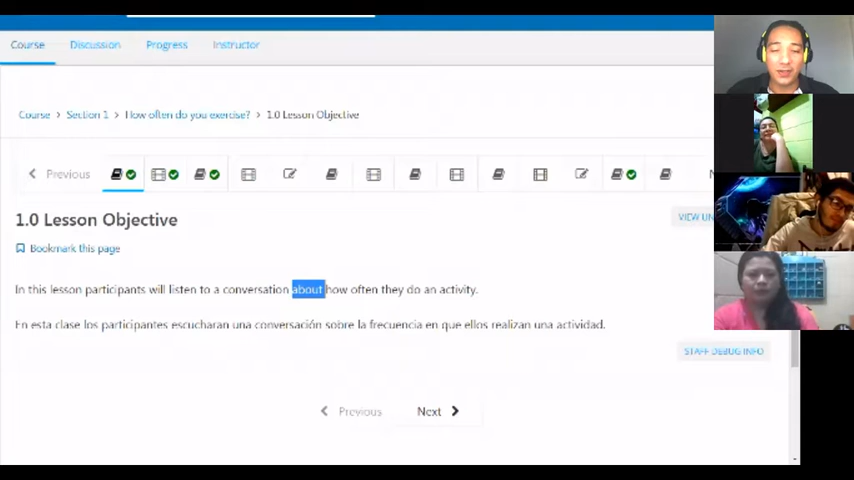 Course Discussion Progress Instructor
Course > Section 1 > How often do you exercise? > 1.0 Lesson Objective
Previous
1.0 Lesson Objective
VIEW UN
Bookmark this page
In this lesson participants will listen to a conversation about how often they do an activity.
En esta clase los participantes escucharan una conversación sobre la frecuencia en que ellos realizan una actividad.
STAFF DEBUG INFO
Previous Next